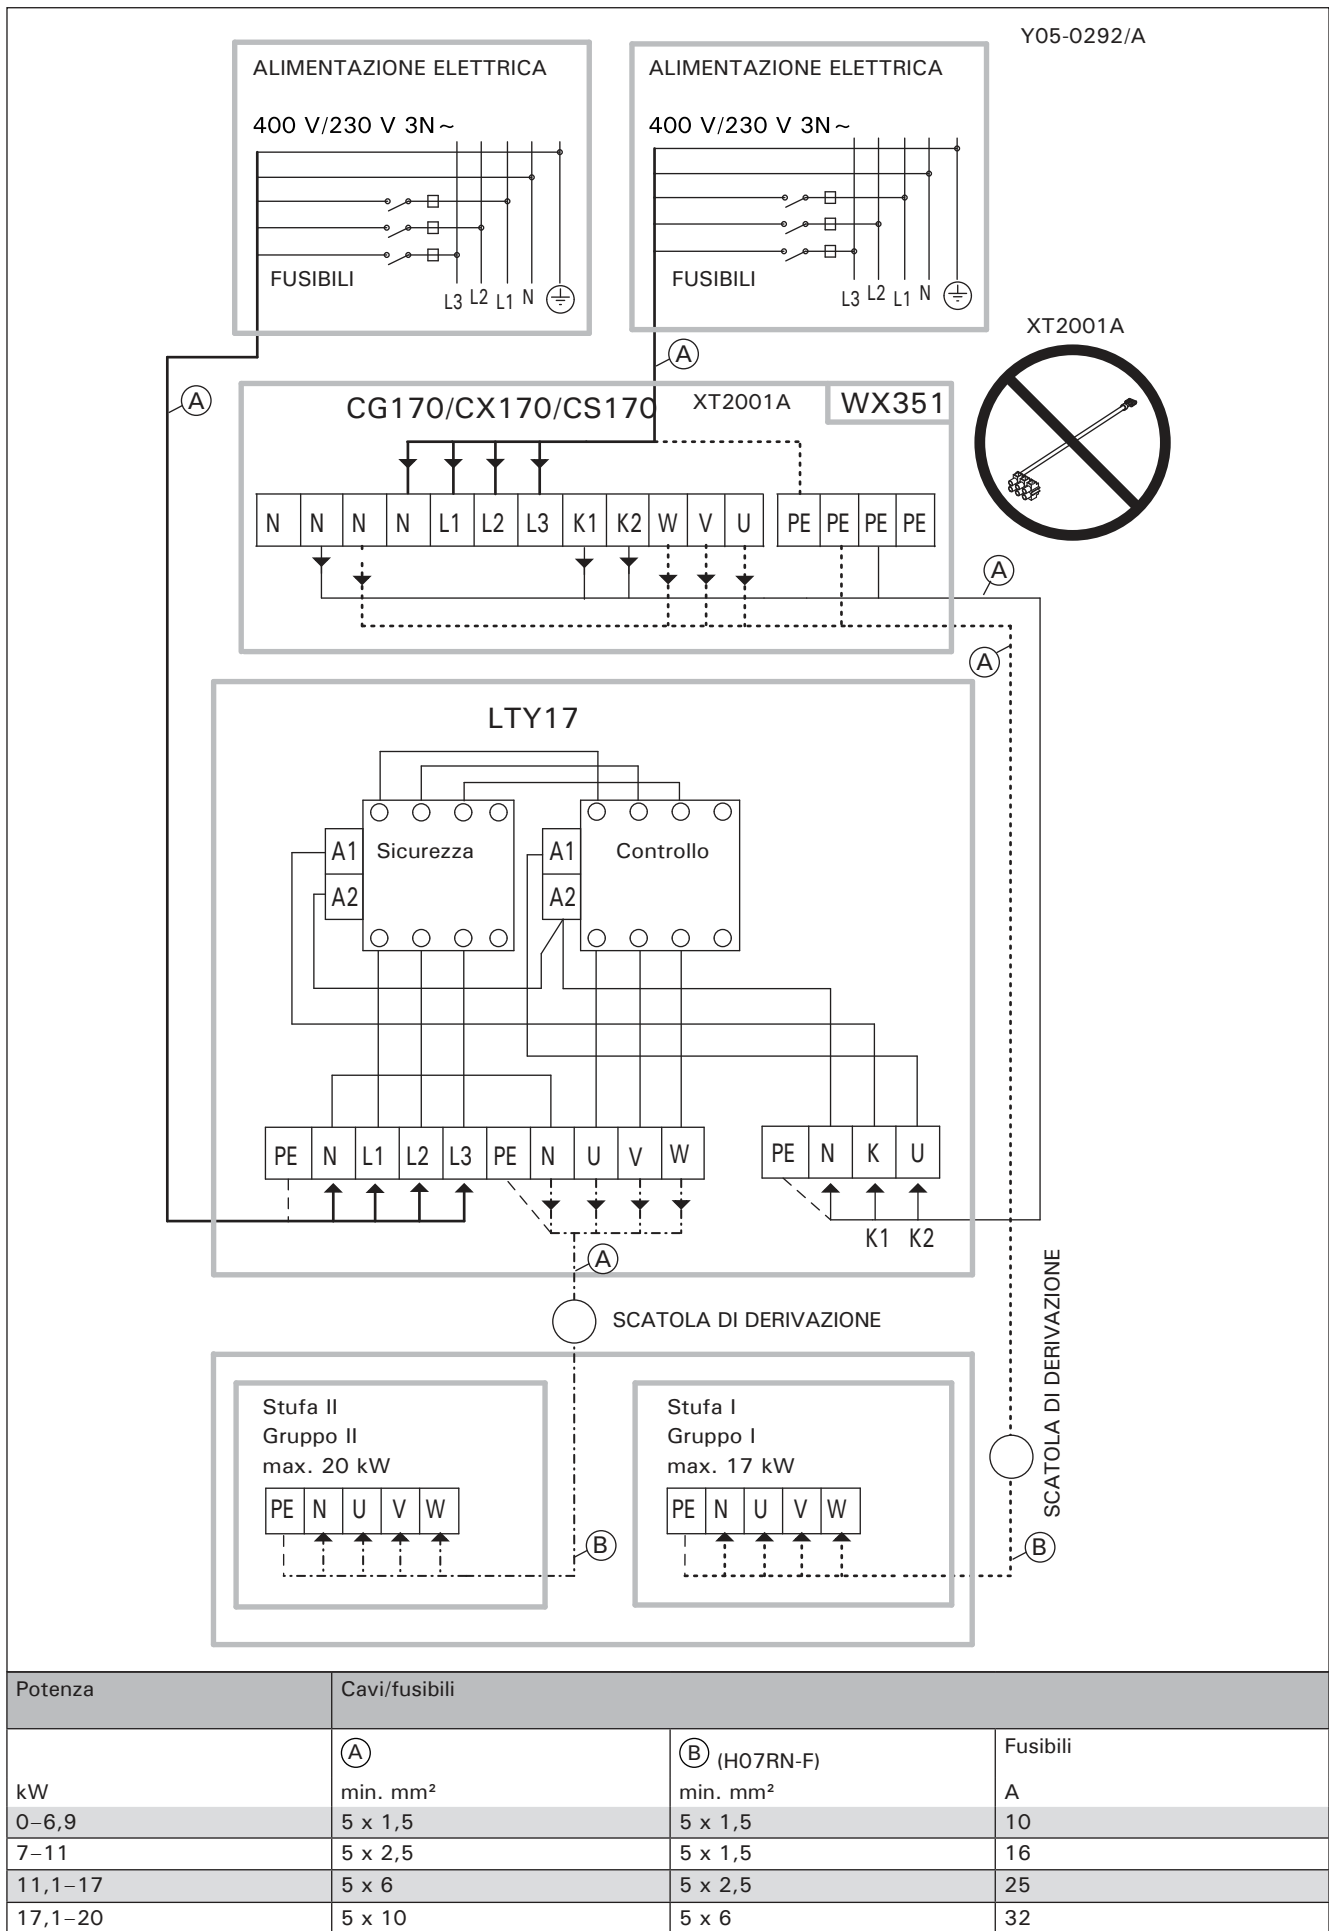 Y05-0292/A
ALIMENTAZIONE ELETTRICA
400 V/230 V 3N~
FUSIBILI
L3 L2 L1 N
ALIMENTAZIONE ELETTRICA
400 V/230 V 3N~
FUSIBILI
L3 L2 L1 N
XT2001A
A
A
CG170/CX170/CS170
XT2001A
WX351
N N N N L1 L2 L3 K1 K2 W V U PE PE PE PE
A
A
LTY17
A1 Sicurezza
A2
A1 Controllo
A2
PE N L1 L2 L3 PE N U V W
PE N K U
K1 K2
A
SCATOLA DI DERIVAZIONE
SCATOLA DI DERIVAZIONE
Stufa II
Gruppo II
max. 20 kW
PE N U V W
B
Stufa I
Gruppo I
max. 17 kW
PE N U V W
B
Potenza Cavi/fusibili
A B (H07RN-F) Fusibili
kW min. mm² min. mm² A
0–6,9 5 x 1,5 5 x 1,5 10
7–11 5 x 2,5 5 x 1,5 16
11,1–17 5 x 6 5 x 2,5 25
17,1–20 5 x 10 5 x 6 32